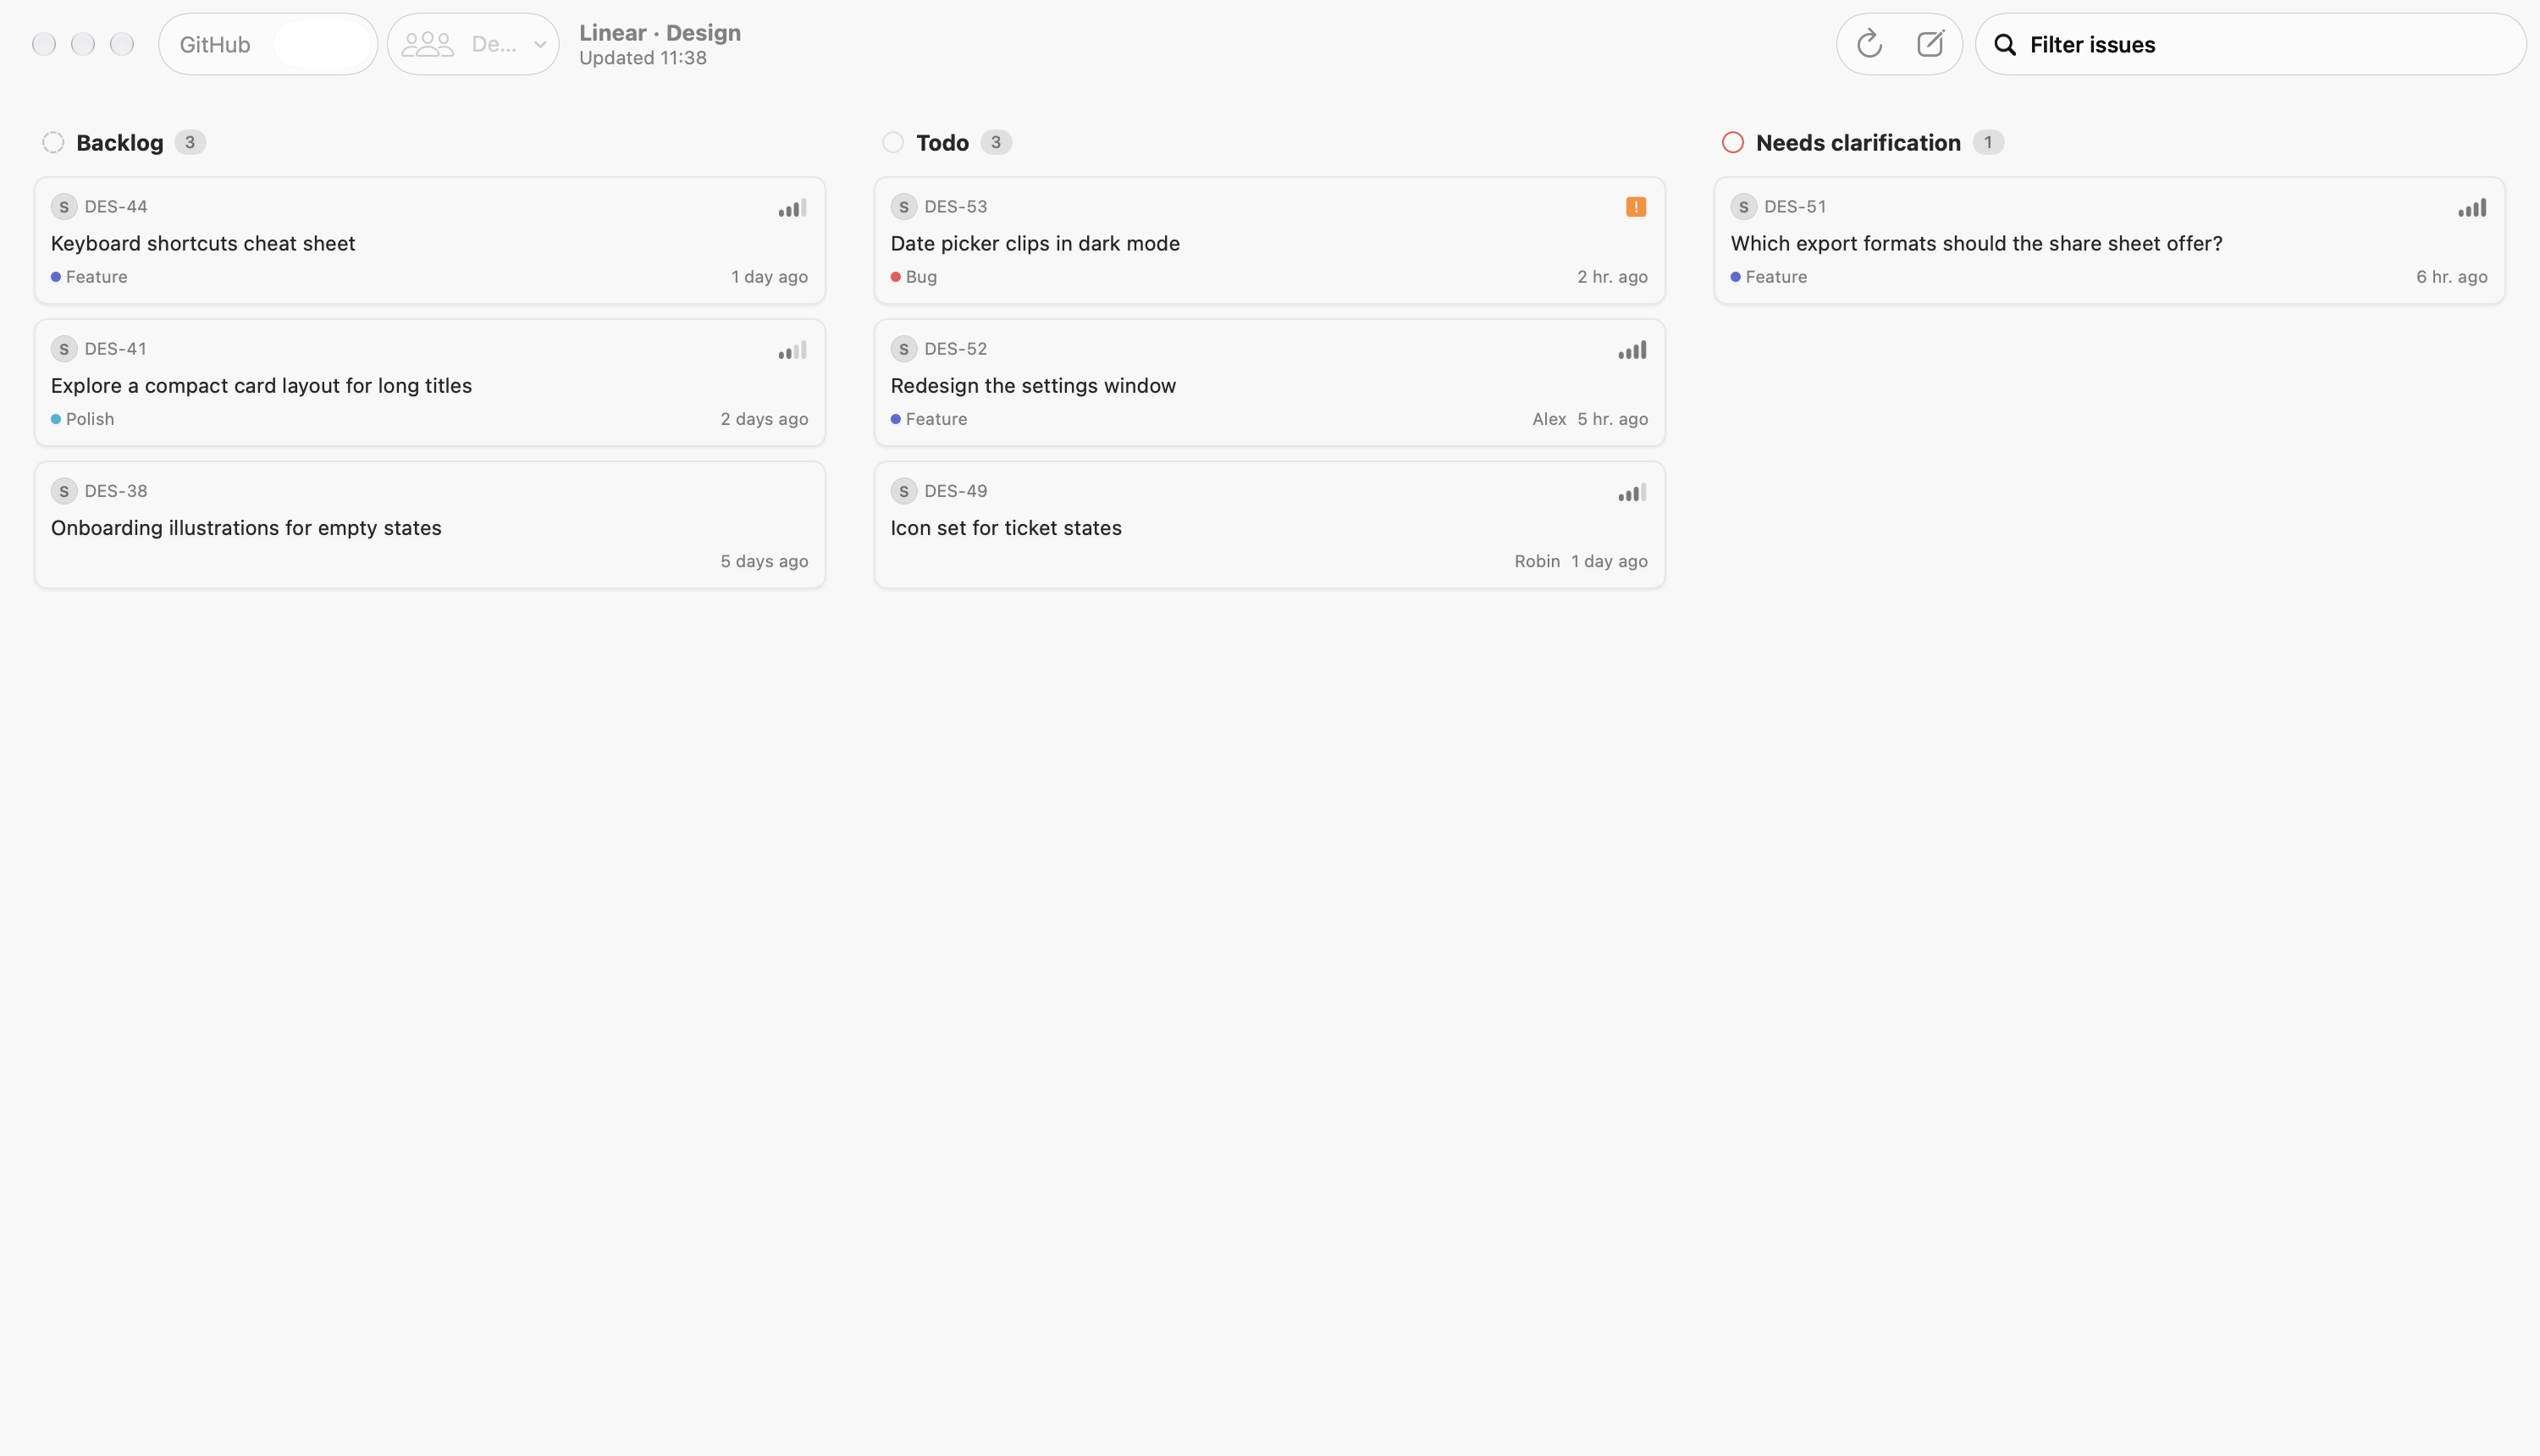 GitHub
De...
Linear · Design
Updated 11:38
Filter issues
Backlog 3
S DES-44
Keyboard shortcuts cheat sheet
Feature 1 day ago
S DES-41
Explore a compact card layout for long titles
Polish 2 days ago
S DES-38
Onboarding illustrations for empty states
5 days ago
Todo 3
S DES-53
!
Date picker clips in dark mode
Bug 2 hr. ago
S DES-52
Redesign the settings window
Feature Alex 5 hr. ago
S DES-49
Icon set for ticket states
Robin 1 day ago
Needs clarification 1
S DES-51
Which export formats should the share sheet offer?
Feature 6 hr. ago